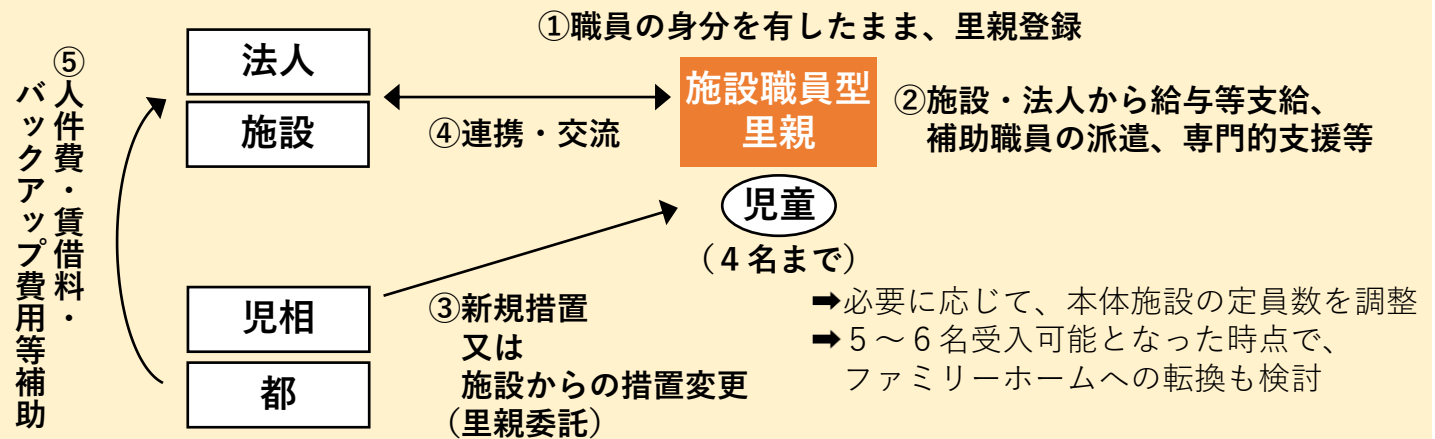 ①職員の身分を有したまま、里親登録
⑤人件費・賃借料・
バックアップ費用等補助
法人
施設
④連携・交流
施設職員型
里親
②施設・法人から給与等支給、
補助職員の派遣、専門的支援等
児童
（４名まで）
児相
都
③新規措置
又は
施設からの措置変更
（里親委託）
➡必要に応じて、本体施設の定員数を調整
➡５～６名受入可能となった時点で、
ファミリーホームへの転換も検討